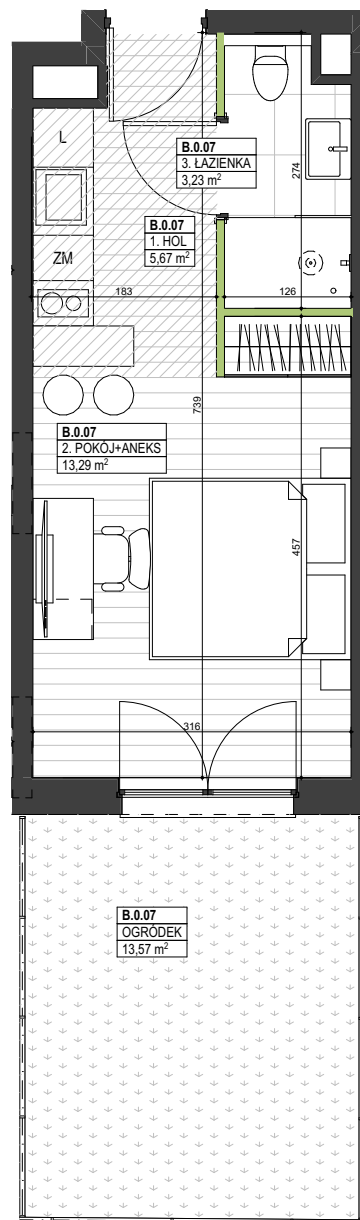 L
B.0.07
3. ŁAZIENKA
3,23 m²
274
B.0.07
1. HOL
5,67 m²
ZM
183
126
739
B.0.07
2. POKÓJ+ANEKS
13,29 m²
457
316
B.0.07
OGRÓDEK
13,57 m²